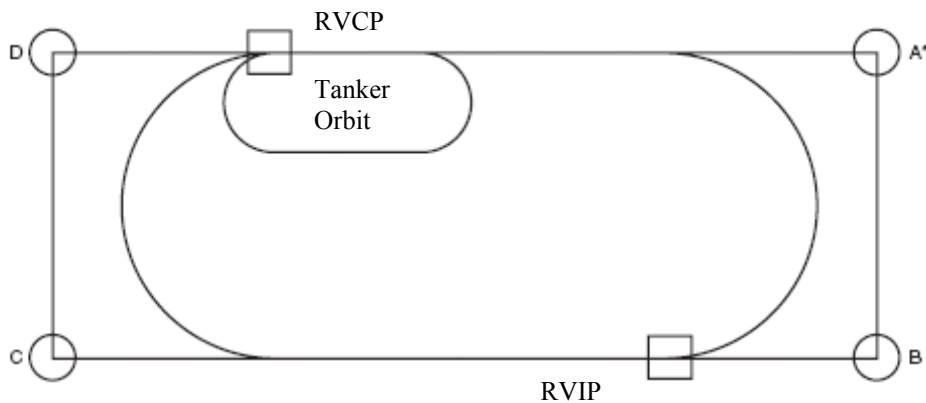 RVCP
D
A*
Tanker
Orbit
C
B
RVIP